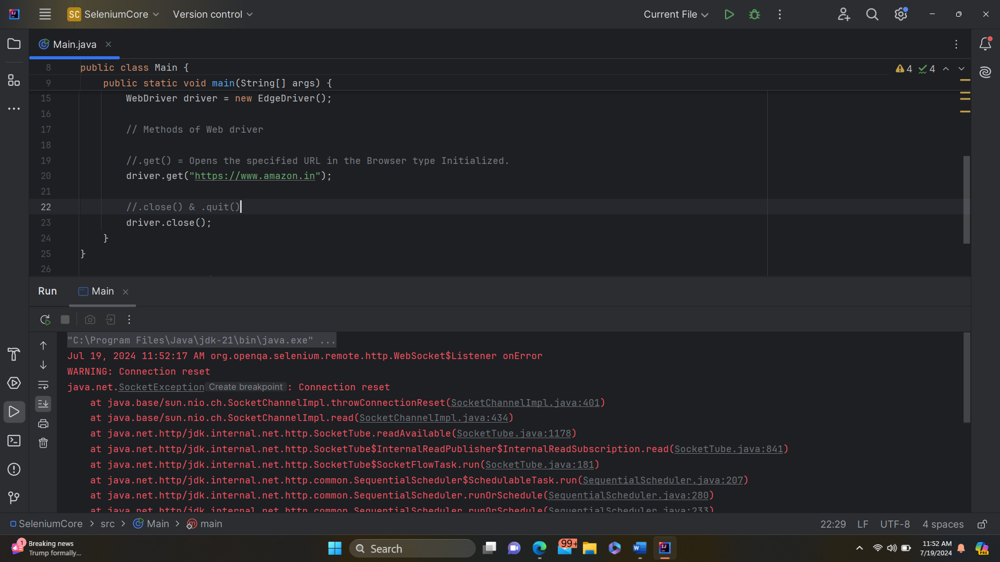 SC SeleniumCore Version control Current File
Main.java
8 public class Main { 4 4
9 public static void main(String[] args) {
15 WebDriver driver = new EdgeDriver();
16
17 // Methods of Web driver
18
19 //.get() = Opens the specified URL in the Browser type Initialized.
20 driver.get("https://www.amazon.in");
21
22 //.close() & .quit()
23 driver.close();
24 }
25 }
26
Run Main
"C:\Program Files\Java\jdk-21\bin\java.exe" ...
Jul 19, 2024 11:52:17 AM org.openqa.selenium.remote.http.WebSocket$Listener onError
WARNING: Connection reset
java.net.SocketException Create breakpoint : Connection reset
at java.base/sun.nio.ch.SocketChannelImpl.throwConnectionReset(SocketChannelImpl.java:401)
at java.base/sun.nio.ch.SocketChannelImpl.read(SocketChannelImpl.java:434)
at java.net.http/jdk.internal.net.http.SocketTube.readAvailable(SocketTube.java:1178)
at java.net.http/jdk.internal.net.http.SocketTube$InternalReadPublisher$InternalReadSubscription.read(SocketTube.java:841)
at java.net.http/jdk.internal.net.http.SocketTube$SocketFlowTask.run(SocketTube.java:181)
at java.net.http/jdk.internal.net.http.common.SequentialScheduler$SchedulableTask.run(SequentialScheduler.java:207)
at java.net.http/jdk.internal.net.http.common.SequentialScheduler.runOrSchedule(SequentialScheduler.java:280)
at java.net.http/jdk.internal.net.http.common.SequentialScheduler.runOrSchedule(SequentialScheduler.java:233)
SeleniumCore > src > Main > main 22:29 LF UTF-8 4 spaces
1 Breaking news
Trump formally...
Search
99+
11:52 AM
7/19/2024
PRE